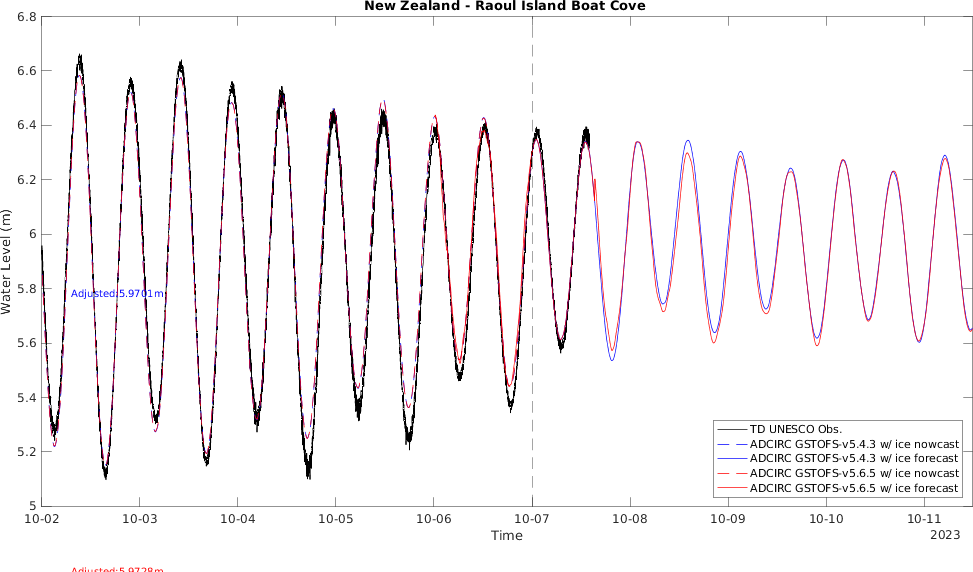 New Zealand - Raoul Island Boat Cove
6.8
6.6
6.4
6.2
6
5.8
5.6
5.4
5.2
5
Water Level (m)
Adjusted:5.9701m
TD UNESCO Obs.
ADCIRC GSTOFS-v5.4.3 w/ ice nowcast
ADCIRC GSTOFS-v5.4.3 w/ ice forecast
ADCIRC GSTOFS-v5.6.5 w/ ice nowcast
ADCIRC GSTOFS-v5.6.5 w/ ice forecast
10-02 10-03 10-04 10-05 10-06 10-07 10-08 10-09 10-10 10-11
Time
2023
Adjusted:5.9728m